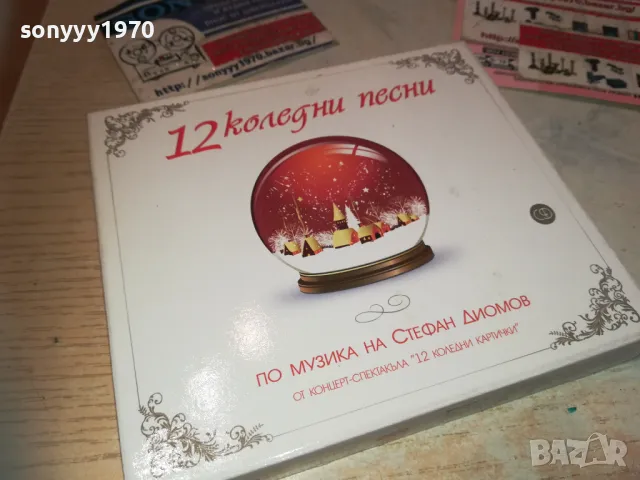 sonyyy1970
http://sonyyy1970.bazar.bg/
12 коледни песни
по музика на Стефан Диомов
от концерт-спектакъла "12 коледни картички"
BAZAR